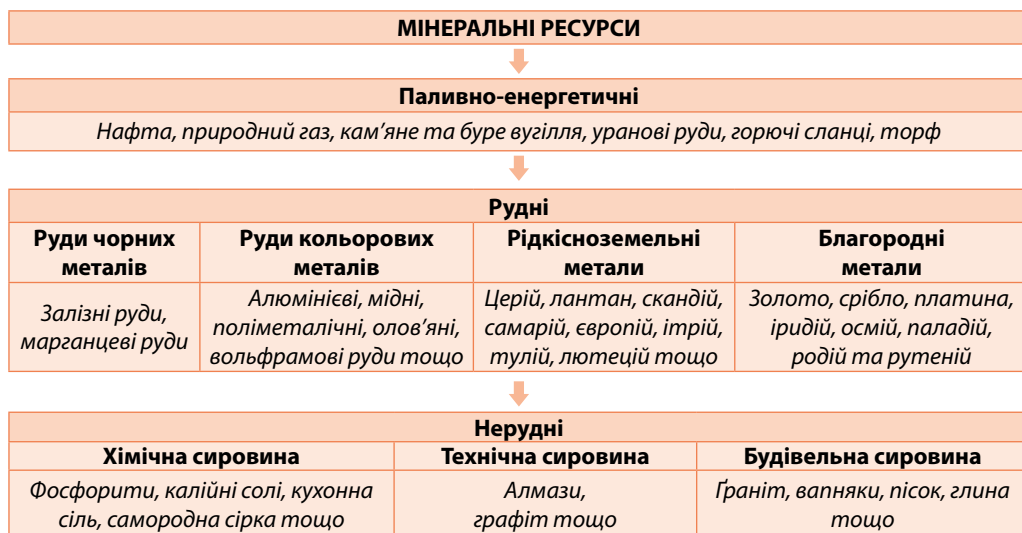 МІНЕРАЛЬНІ РЕСУРСИ
Паливно-енергетичні
Нафта, природний газ, кам’яне та буре вугілля, уранові руди, горючі сланці, торф
Рудні
Руди чорних
металів
Руди кольорових
металів
Рідкісноземельні
метали
Благородні
метали
Залізні руди,
марганцеві руди
Алюмінієві, мідні,
поліметалічні, олов’яні,
вольфрамові руди тощо
Церій, лантан, скандій,
самарій, європій, ітрій,
тулій, лютецій тощо
Золото, срібло, платина,
іридій, осмій, паладій,
родій та рутеній
Нерудні
Хімічна сировина
Технічна сировина
Будівельна сировина
Фосфорити, калійні солі, кухонна
сіль, самородна сірка тощо
Алмази,
графіт тощо
Ґраніт, вапняки, пісок, глина
тощо